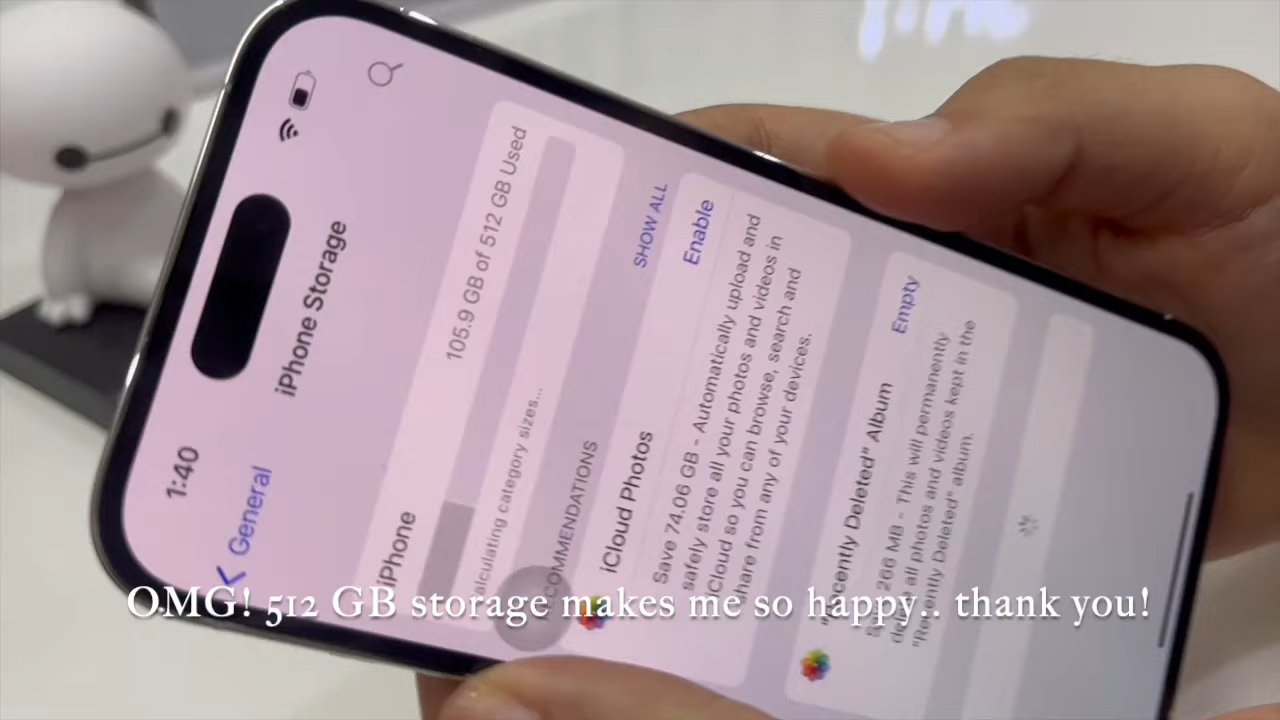 1:40
General
iPhone Storage
iPhone
105.9 GB of 512 GB Used
alculating category sizes...
COMMENDATIONS
SHOW ALL
iCloud Photos
Enable
Save 74.06 GB - Automatically upload and
safely store all your photos and videos in
iCloud so you can browse, search and
share from any of your devices.
"Recently Deleted" Album
Empty
266 MB - This will permanently
all photos and videos kept in the
"Recently Deleted" album.
OMG! 512 GB storage makes me so happy.. thank you!